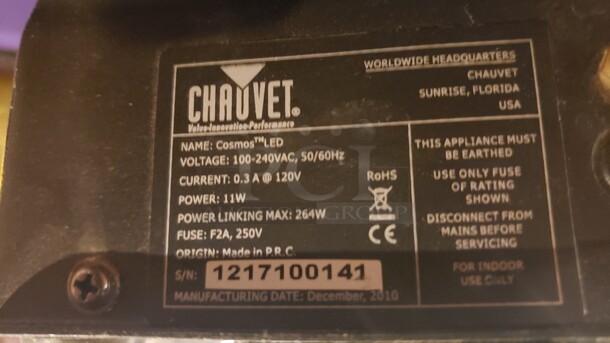 CHAUVET®
Value·Innovation·Performance
NAME: Cosmos™LED
VOLTAGE: 100-240VAC, 50/60Hz
CURRENT: 0.3 A @ 120V
POWER: 11W
POWER LINKING MAX: 264W
FUSE: F2A, 250V
ORIGIN: Made in P.R.C.
S/N: 1217100141
MANUFACTURING DATE: December, 2010
RoHS
CE
WORLDWIDE HEADQUARTERS
CHAUVET
SUNRISE, FLORIDA
USA
THIS APPLIANCE MUST
BE EARTHED
USE ONLY FUSE
OF RATING
SHOWN
DISCONNECT FROM
MAINS BEFORE
SERVICING
FOR INDOOR
USE ONLY